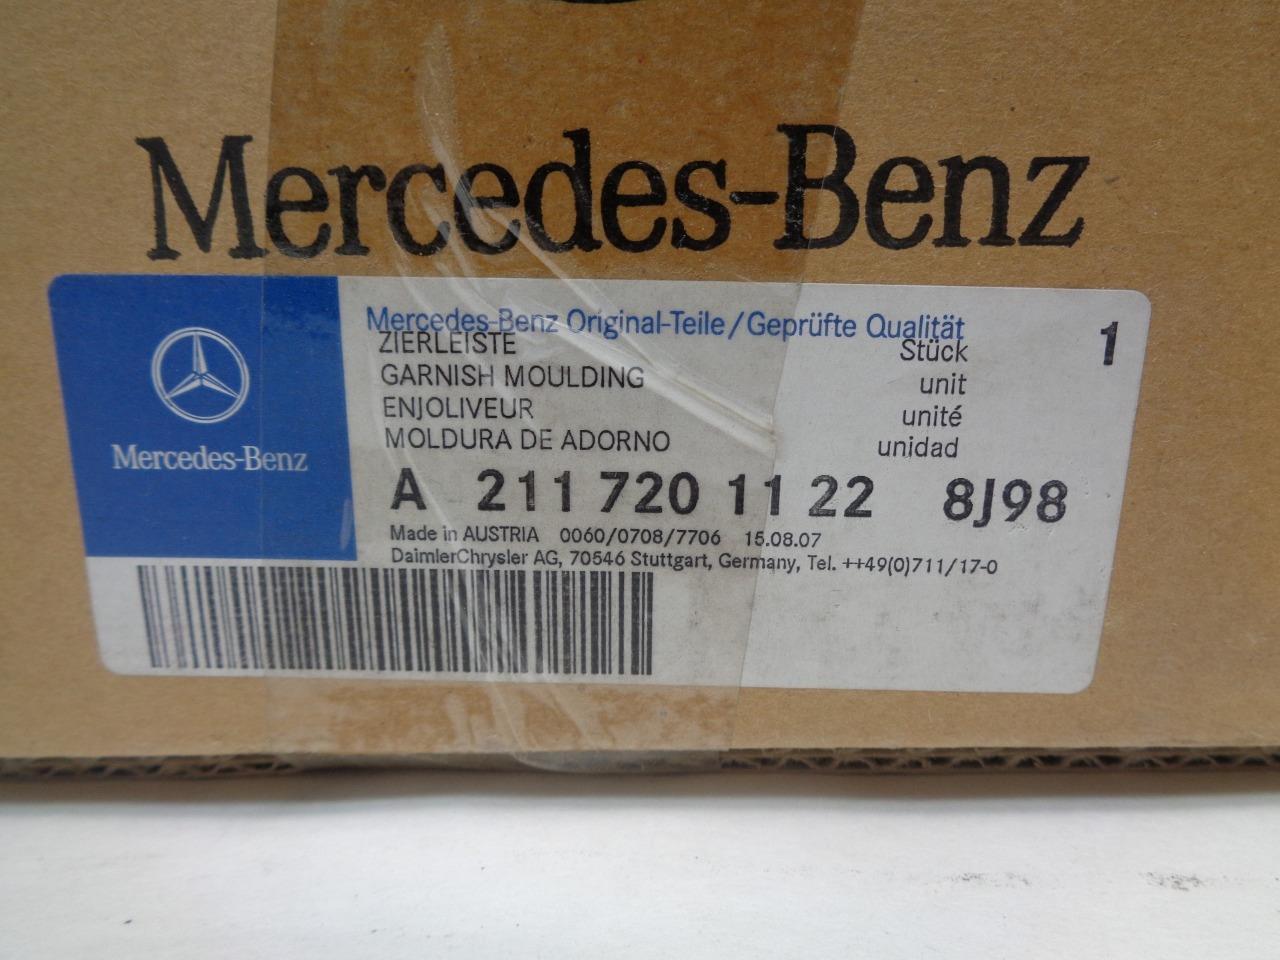 Mercedes-Benz
Mercedes-Benz Original-Teile/Geprüfte Qualität
ZIERLEISTE Stück 1
GARNISH MOULDING unit
ENJOLIVEUR unité
MOLDURA DE ADORNO unidad
Mercedes-Benz
A 211 720 11 22 8J98
Made in AUSTRIA 0060/0708/7706 15.08.07
DaimlerChrysler AG, 70546 Stuttgart, Germany, Tel. ++49(0)711/17-0